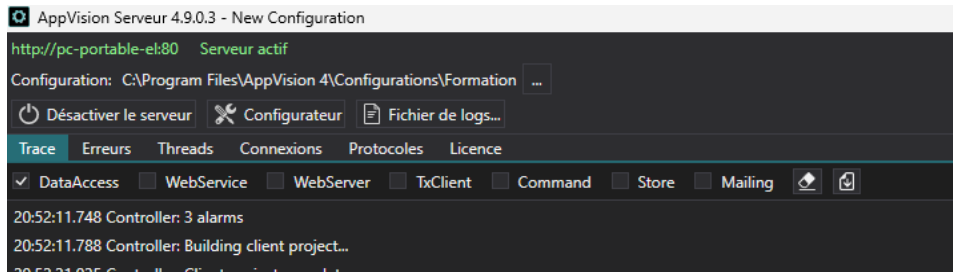 AppVision Serveur 4.9.0.3 - New Configuration
http://pc-portable-el:80 Serveur actif
Configuration: C:\Program Files\AppVision 4\Configurations\Formation ...
Désactiver le serveur Configurateur Fichier de logs...
Trace Erreurs Threads Connexions Protocoles Licence
DataAccess WebService WebServer TxClient Command Store Mailing
20:52:11.748 Controller: 3 alarms
20:52:11.788 Controller: Building client project...